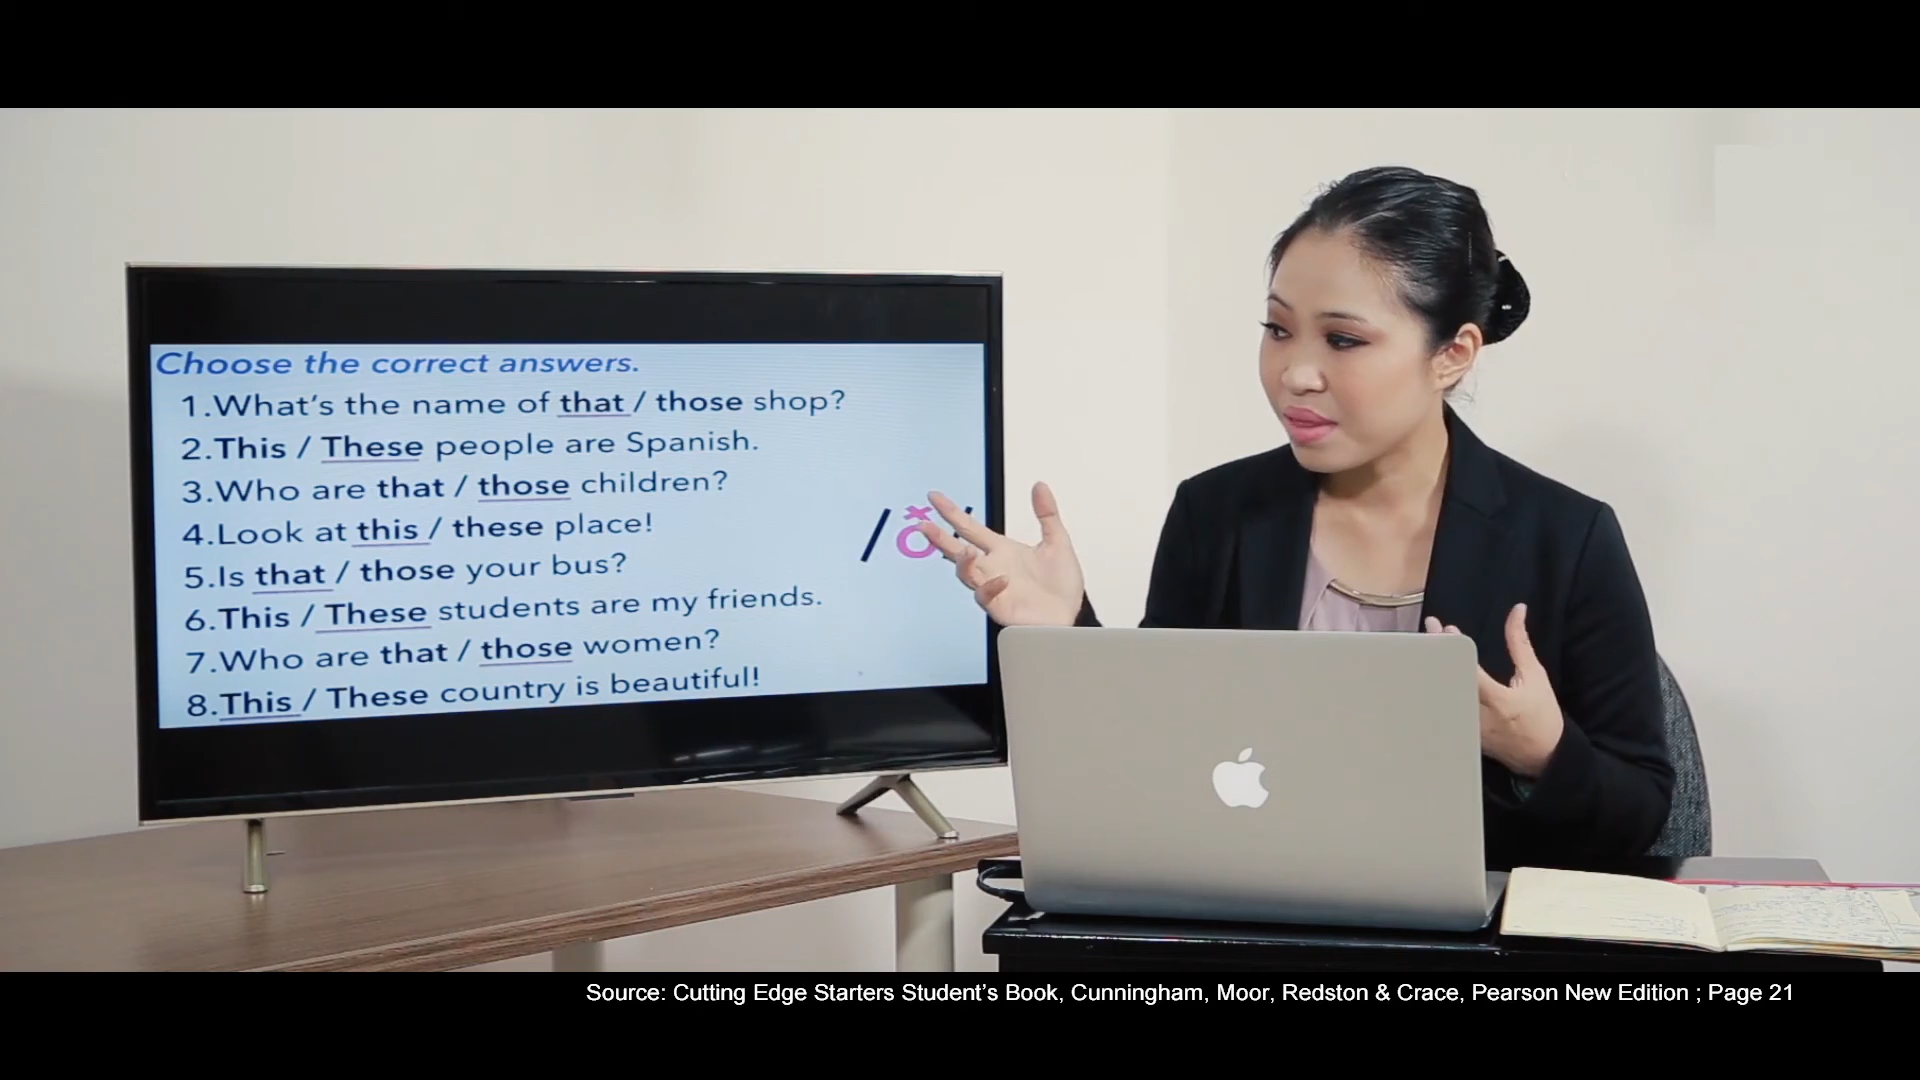 Choose the correct answers.
1.What's the name of that / those shop?
2.This / These people are Spanish.
3.Who are that / those children?
4.Look at this / these place!
5.Is that / those your bus?
6.This / These students are my friends.
7.Who are that / those women?
8.This / These country is beautiful!
/ð/
Source: Cutting Edge Starters Student’s Book, Cunningham, Moor, Redston & Crace, Pearson New Edition ; Page 21